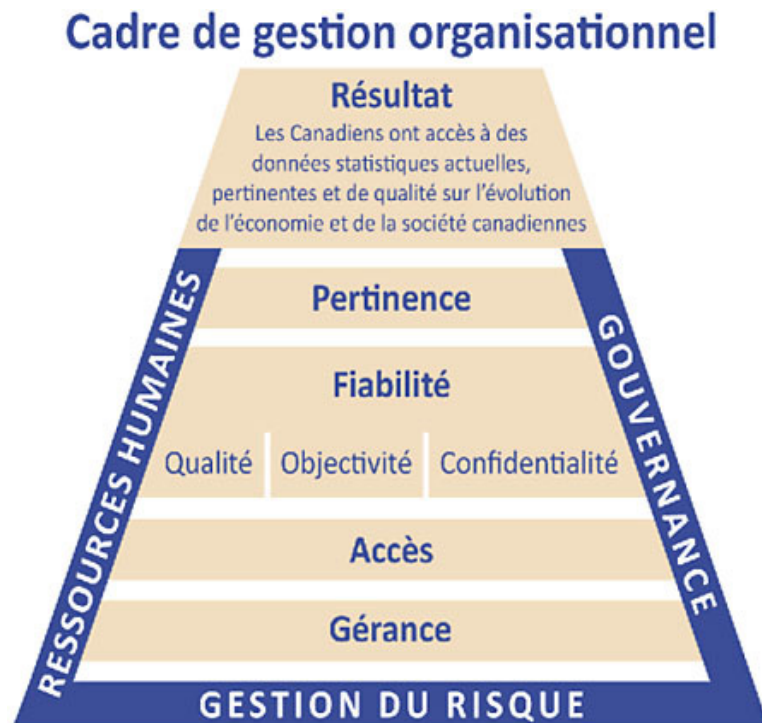 Cadre de gestion organisationnel
Résultat
Les Canadiens ont accès à des
données statistiques actuelles,
pertinentes et de qualité sur l'évolution
de l'économie et de la société canadiennes
RESSOURCES HUMAINES
GOUVERNANCE
Pertinence
Fiabilité
Qualité Objectivité Confidentialité
Accès
Gérance
GESTION DU RISQUE